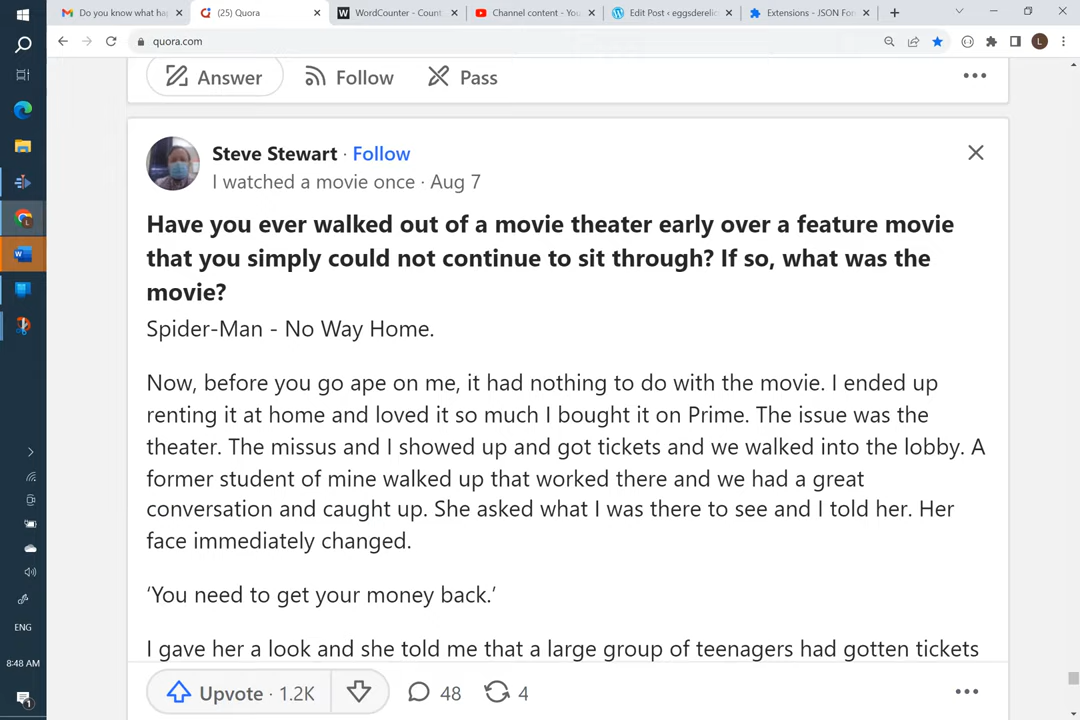 Do you know what ha
(25) Quora
WordCounter - Count
Channel content - You
Edit Post ‹ eggsderelic
Extensions - JSON For
quora.com
L
Answer
Follow
Pass
Steve Stewart · Follow
I watched a movie once · Aug 7
Have you ever walked out of a movie theater early over a feature movie
that you simply could not continue to sit through? If so, what was the
movie?
Spider-Man - No Way Home.
Now, before you go ape on me, it had nothing to do with the movie. I ended up
renting it at home and loved it so much I bought it on Prime. The issue was the
theater. The missus and I showed up and got tickets and we walked into the lobby. A
former student of mine walked up that worked there and we had a great
conversation and caught up. She asked what I was there to see and I told her. Her
face immediately changed.
‘You need to get your money back.’
I gave her a look and she told me that a large group of teenagers had gotten tickets
Upvote · 1.2K
48
4
ENG
8:48 AM
1